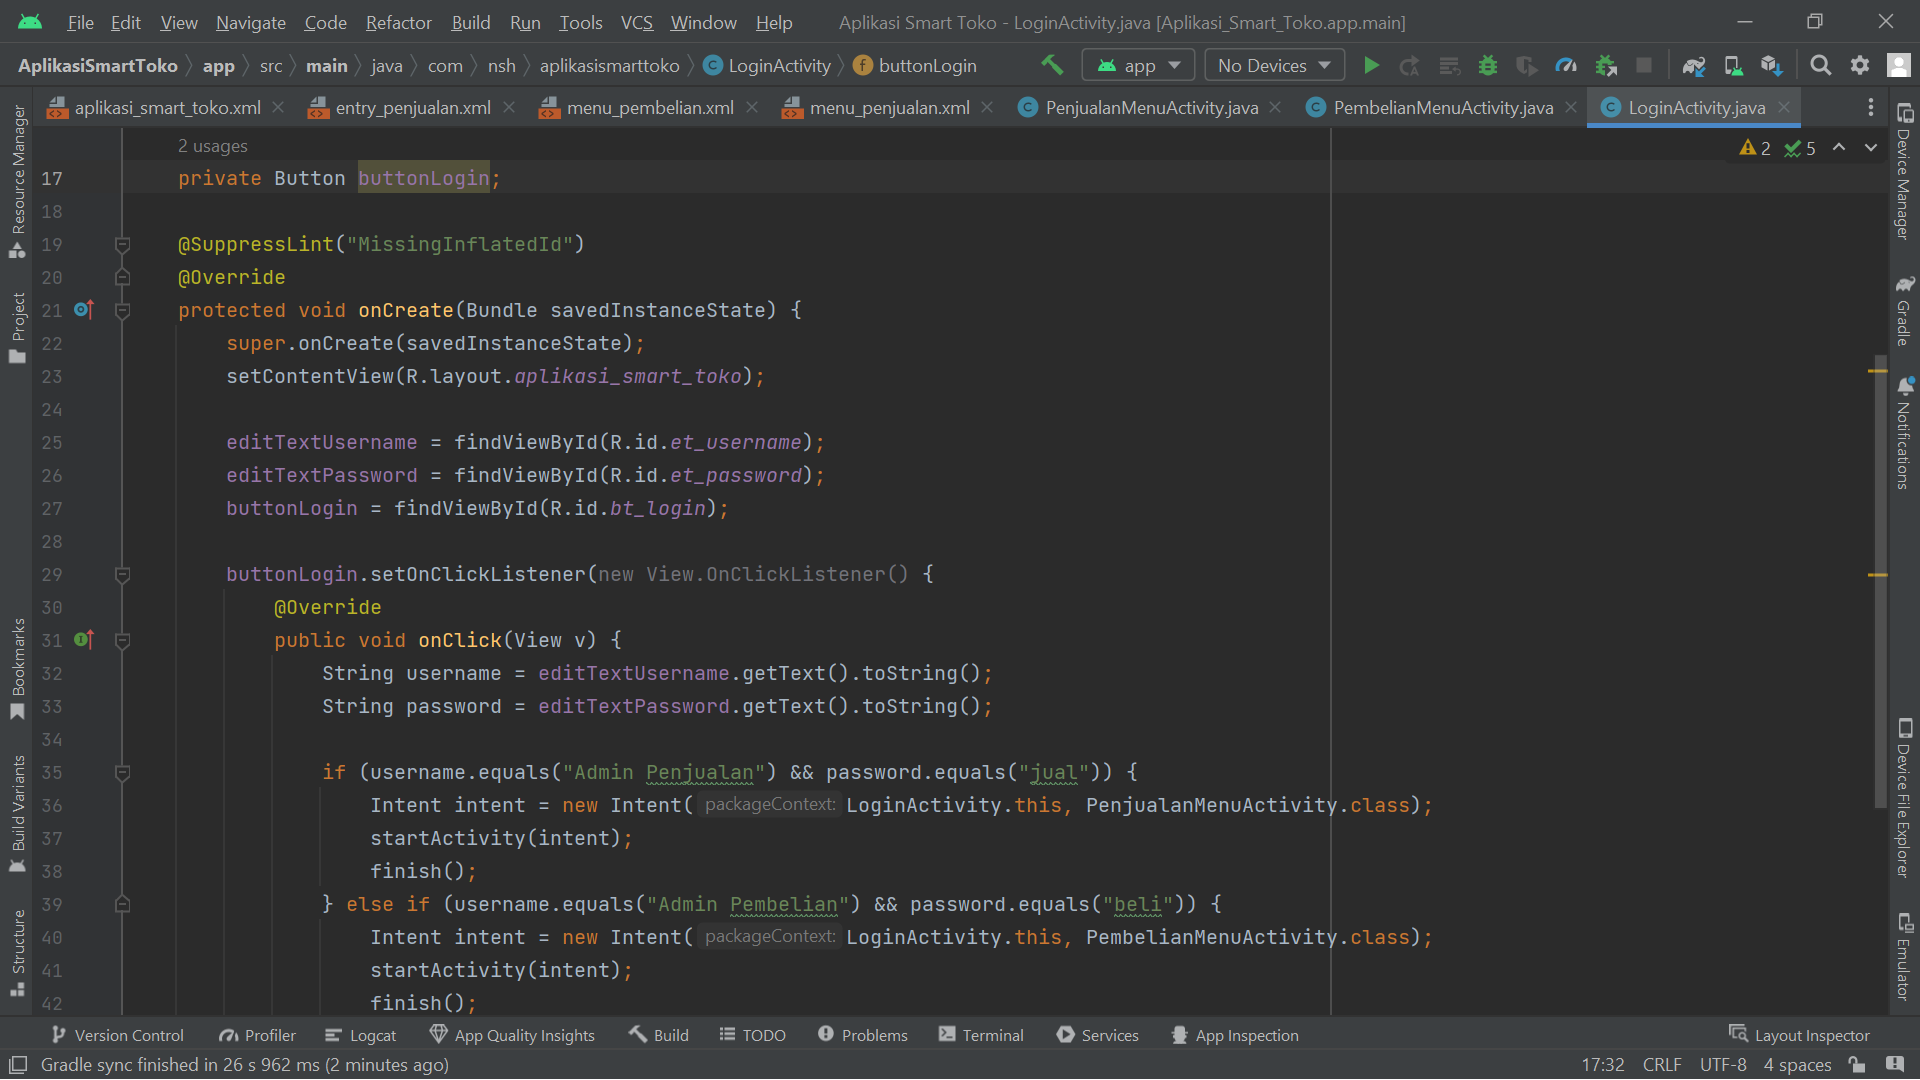 File Edit View Navigate Code Refactor Build Run Tools VCS Window Help Aplikasi Smart Toko - LoginActivity.java [Aplikasi_Smart_Toko.app.main]
AplikasiSmartToko app src main java com nsh aplikasismarttoko LoginActivity buttonLogin app No Devices
aplikasi_smart_toko.xml entry_penjualan.xml menu_pembelian.xml menu_penjualan.xml PenjualanMenuActivity.java PembelianMenuActivity.java LoginActivity.java
2 usages
2 5
17 private Button buttonLogin;
18
19 @SuppressLint("MissingInflatedId")
20 @Override
21 protected void onCreate(Bundle savedInstanceState) {
22 super.onCreate(savedInstanceState);
23 setContentView(R.layout.aplikasi_smart_toko);
24
25 editTextUsername = findViewById(R.id.et_username);
26 editTextPassword = findViewById(R.id.et_password);
27 buttonLogin = findViewById(R.id.bt_login);
28
29 buttonLogin.setOnClickListener(new View.OnClickListener() {
30 @Override
31 public void onClick(View v) {
32 String username = editTextUsername.getText().toString();
33 String password = editTextPassword.getText().toString();
34
35 if (username.equals("Admin Penjualan") && password.equals("jual")) {
36 Intent intent = new Intent( packageContext: LoginActivity.this, PenjualanMenuActivity.class);
37 startActivity(intent);
38 finish();
39 } else if (username.equals("Admin Pembelian") && password.equals("beli")) {
40 Intent intent = new Intent( packageContext: LoginActivity.this, PembelianMenuActivity.class);
41 startActivity(intent);
42 finish();
Resource Manager
Project
Bookmarks
Build Variants
Structure
Device Manager
Gradle
Notifications
Device File Explorer
Emulator
Version Control Profiler Logcat App Quality Insights Build TODO Problems Terminal Services App Inspection Layout Inspector
Gradle sync finished in 26 s 962 ms (2 minutes ago) 17:32 CRLF UTF-8 4 spaces